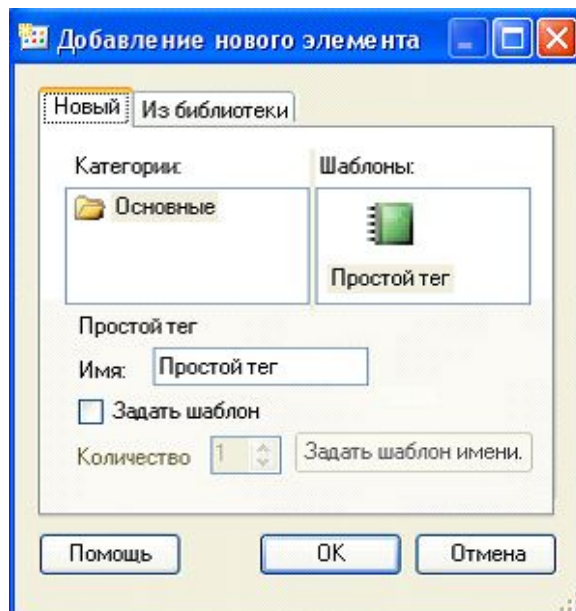 Добавление нового элемента
Новый Из библиотеки
Категории: Шаблоны:
Основные
Простой тег
Простой тег
Имя: Простой тег
Задать шаблон
Количество 1 Задать шаблон имени.
Помощь OK Отмена